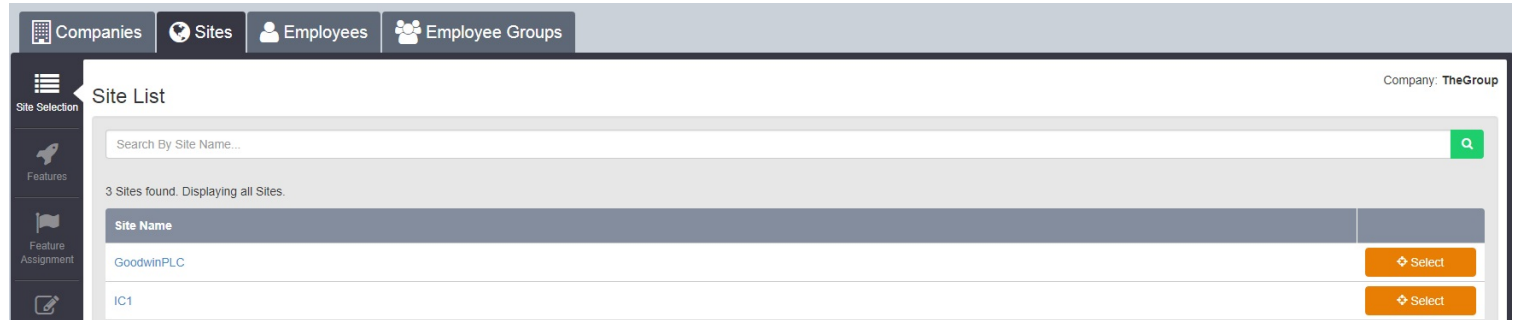 Companies
Sites
Employees
Employee Groups
Site Selection
Features
Feature
Assignment
Company: TheGroup
Site List
Search By Site Name...
3 Sites found. Displaying all Sites.
Site Name
GoodwinPLC
Select
IC1
Select